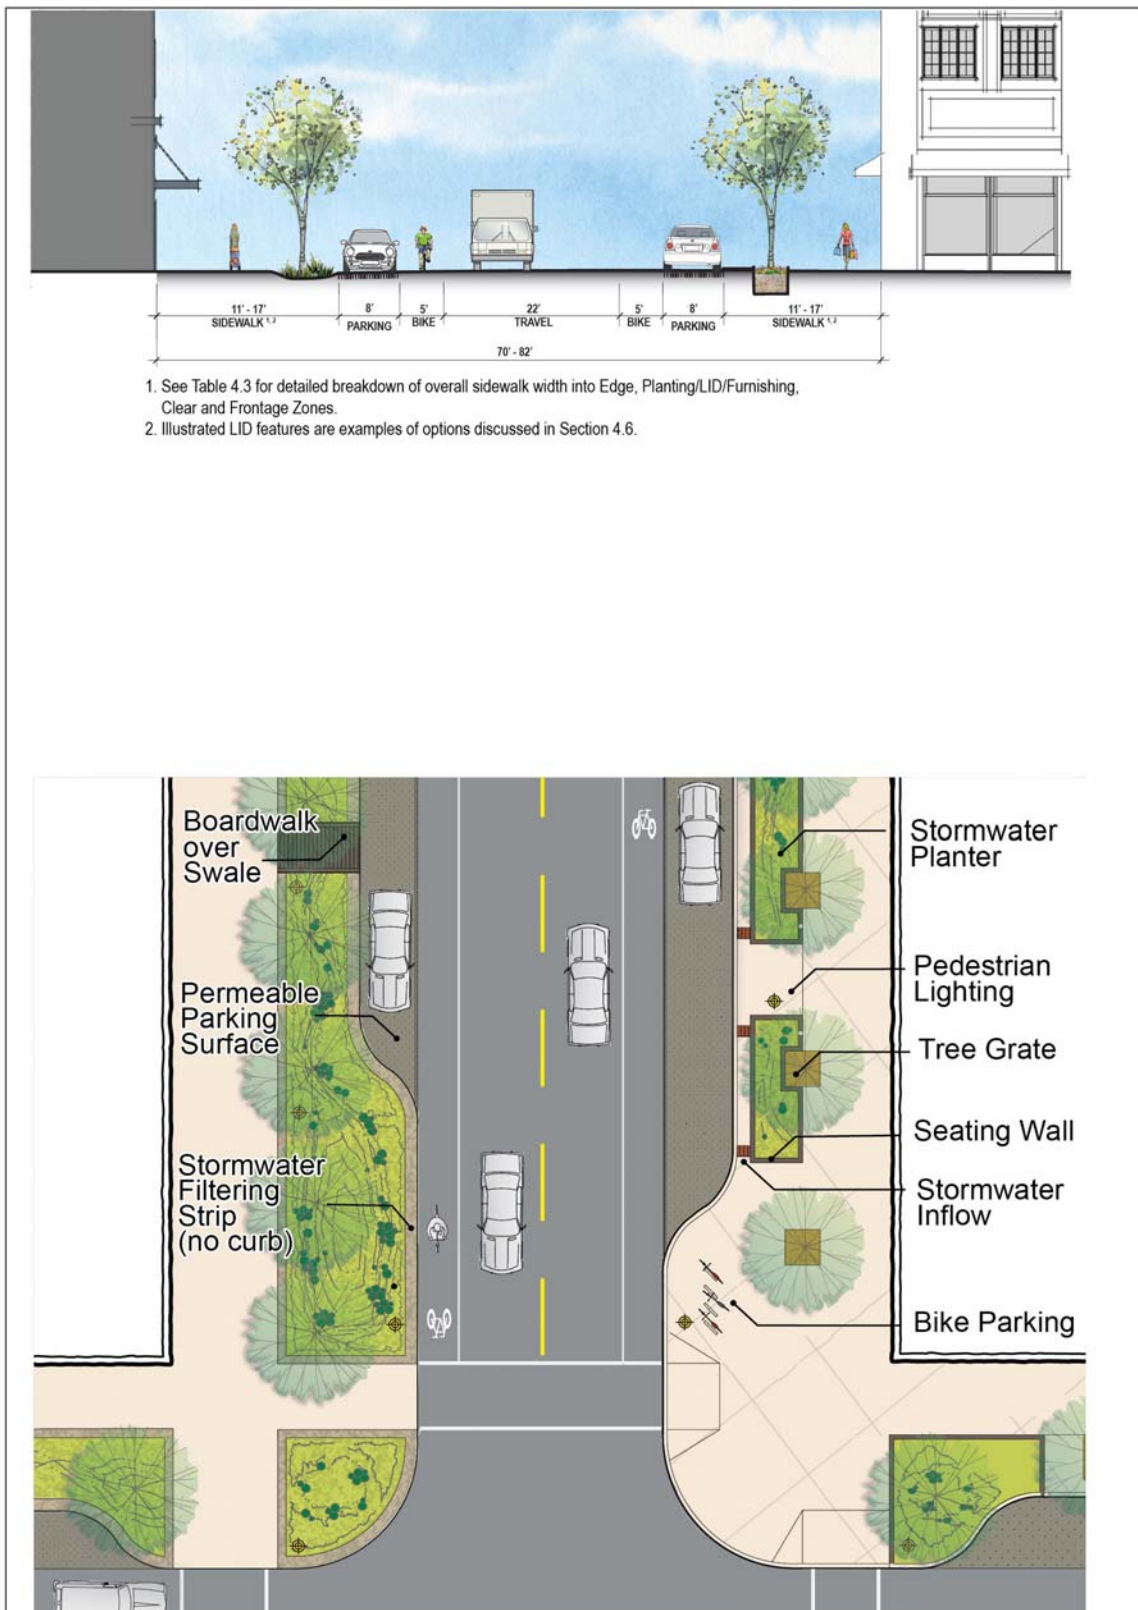 11' - 17'
SIDEWALK 1, 2
8'
PARKING
5'
BIKE
22'
TRAVEL
5'
BIKE
8'
PARKING
11' - 17'
SIDEWALK 1, 2
70' - 82'
1. See Table 4.3 for detailed breakdown of overall sidewalk width into Edge, Planting/LID/Furnishing,
Clear and Frontage Zones.
2. Illustrated LID features are examples of options discussed in Section 4.6.
Boardwalk
over
Swale
Permeable
Parking
Surface
Stormwater
Filtering
Strip
(no curb)
Stormwater
Planter
Pedestrian
Lighting
Tree Grate
Seating Wall
Stormwater
Inflow
Bike Parking